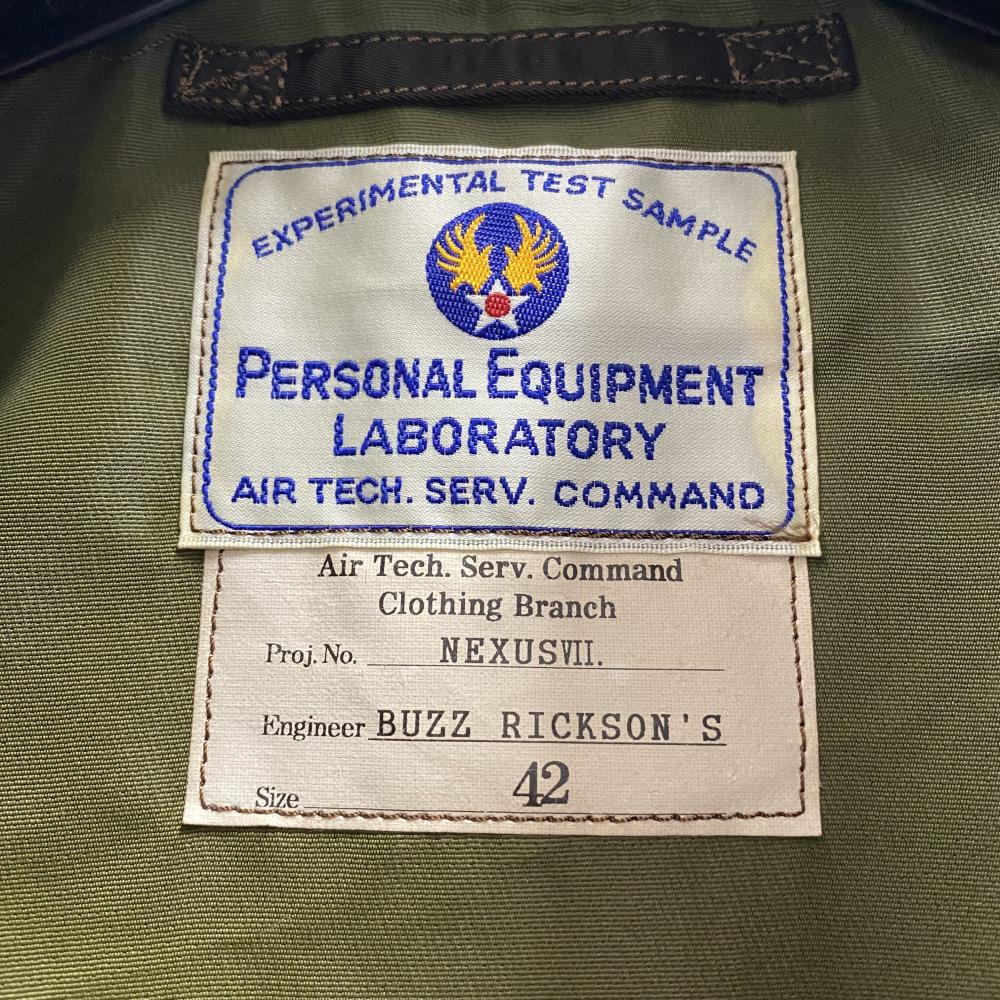 EXPERIMENTAL TEST SAMPLE
PERSONAL EQUIPMENT
LABORATORY
AIR TECH. SERV. COMMAND
Air Tech. Serv. Command
Clothing Branch
Proj. No. NEXUSVII.
Engineer BUZZ RICKSON'S
Size 42